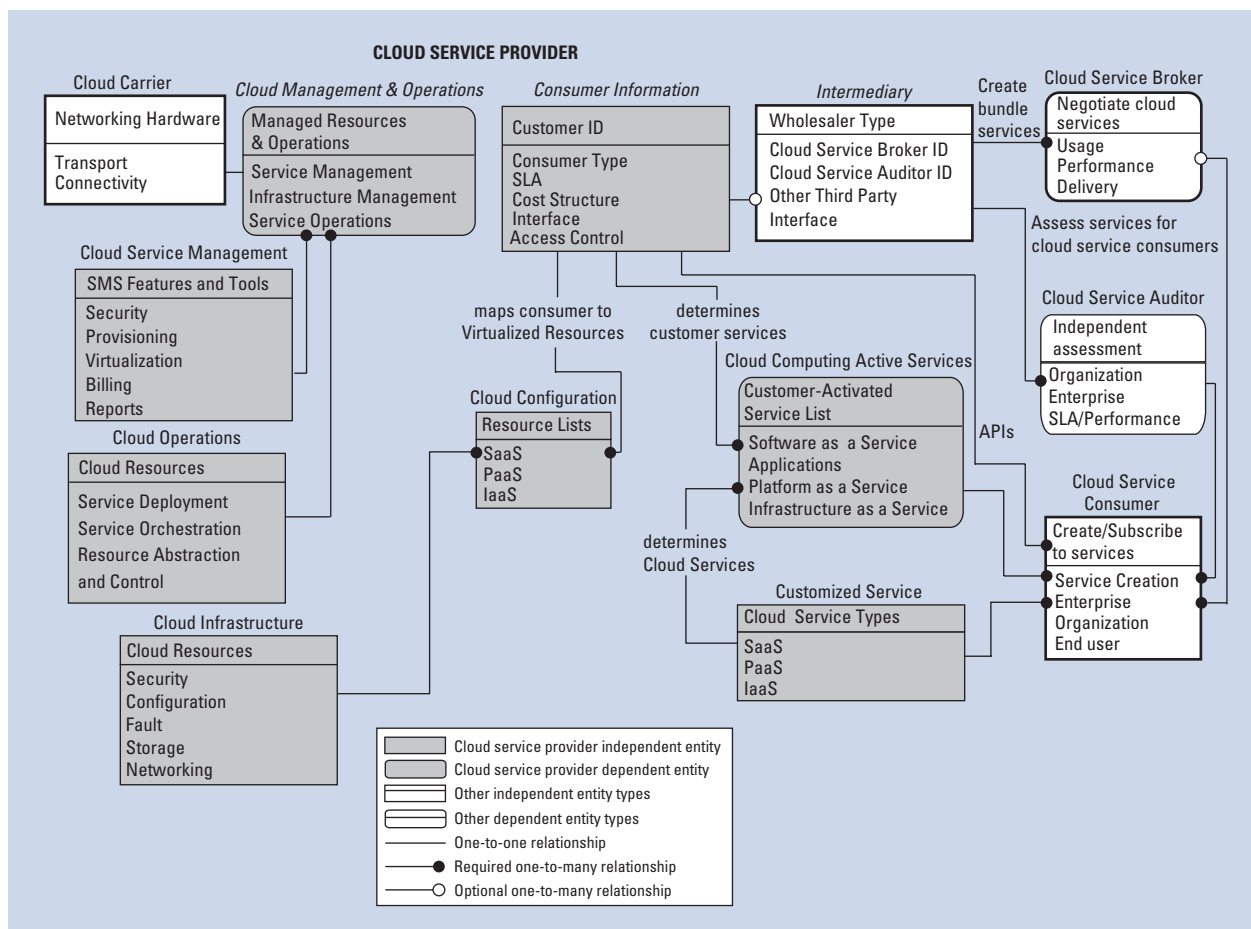 CLOUD SERVICE PROVIDER
Cloud Carrier
Networking Hardware
Transport
Connectivity
Cloud Management & Operations
Managed Resources
& Operations
Service Management
Infrastructure Management
Service Operations
Consumer Information
Customer ID
Consumer Type
SLA
Cost Structure
Interface
Access Control
Intermediary
Wholesaler Type
Cloud Service Broker ID
Cloud Service Auditor ID
Other Third Party
Interface
Create
bundle
services
Cloud Service Broker
Negotiate cloud
services
Usage
Performance
Delivery
Assess services for
cloud service consumers
Cloud Service Management
SMS Features and Tools
Security
Provisioning
Virtualization
Billing
Reports
maps consumer to
Virtualized Resources
determines
customer services
Cloud Service Auditor
Independent
assessment
Organization
Enterprise
SLA/Performance
Cloud Computing Active Services
Customer-Activated
Service List
Software as a Service
Applications
Platform as a Service
Infrastructure as a Service
APIs
Cloud Configuration
Resource Lists
SaaS
PaaS
IaaS
Cloud Operations
Cloud Resources
Service Deployment
Service Orchestration
Resource Abstraction
and Control
Cloud Service
Consumer
Create/Subscribe
to services
Service Creation
Enterprise
Organization
End user
determines
Cloud Services
Customized Service
Cloud Service Types
SaaS
PaaS
IaaS
Cloud Infrastructure
Cloud Resources
Security
Configuration
Fault
Storage
Networking
Cloud service provider independent entity
Cloud service provider dependent entity
Other independent entity types
Other dependent entity types
One-to-one relationship
Required one-to-many relationship
Optional one-to-many relationship